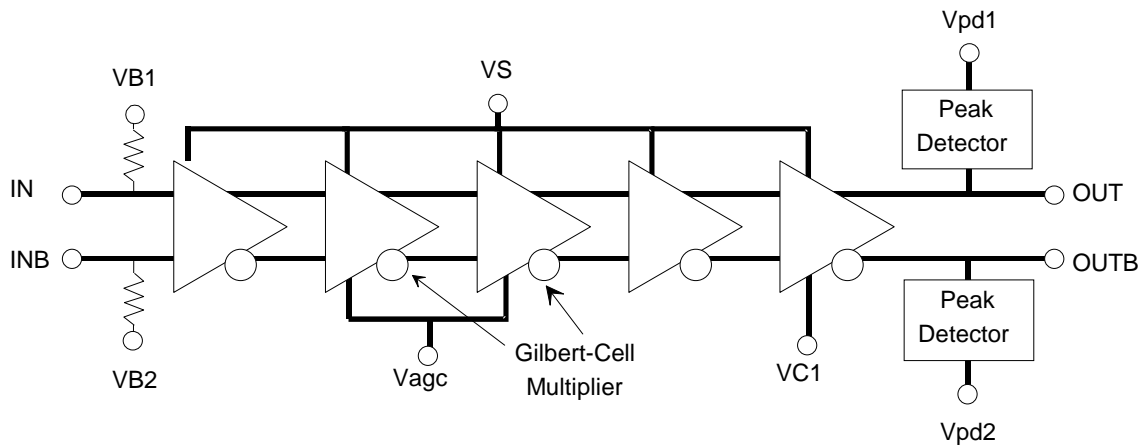 Vpd1
VS
VB1
Peak
Detector
IN
OUT
INB
OUTB
Peak
Detector
Gilbert-Cell
Multiplier
VB2
Vagc
VC1
Vpd2